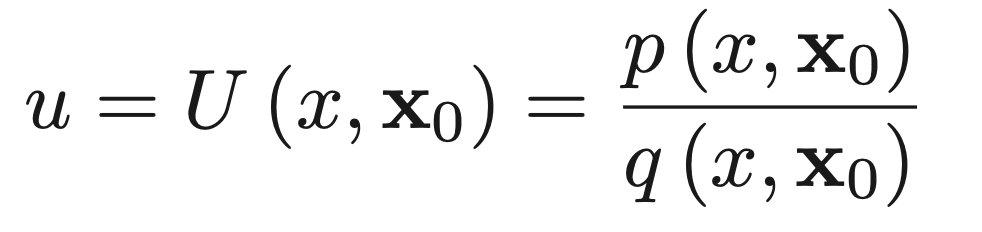 u = U (x, 𝐱₀) = p (x, 𝐱₀) / q (x, 𝐱₀)